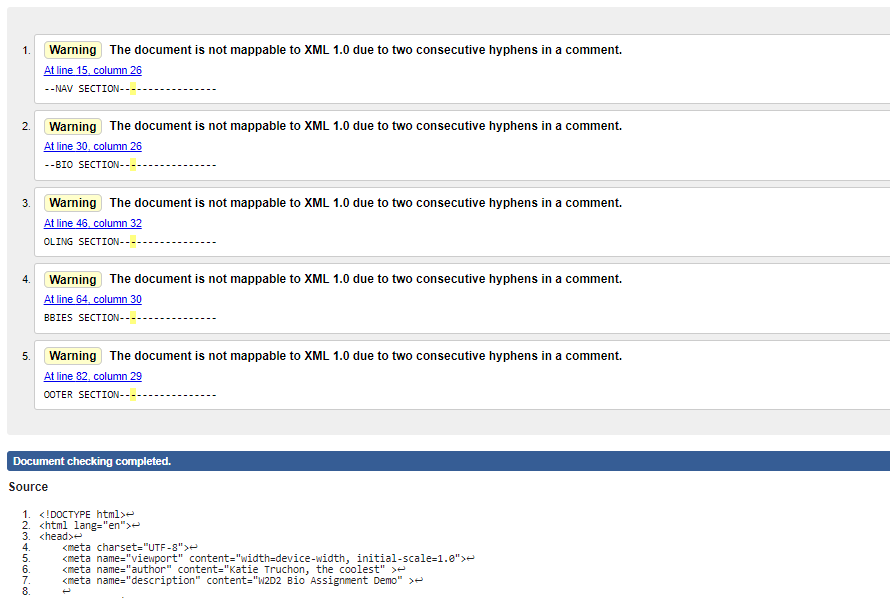 1. Warning The document is not mappable to XML 1.0 due to two consecutive hyphens in a comment.
At line 15, column 26
--NAV SECTION-----------------
2. Warning The document is not mappable to XML 1.0 due to two consecutive hyphens in a comment.
At line 30, column 26
--BIO SECTION-----------------
3. Warning The document is not mappable to XML 1.0 due to two consecutive hyphens in a comment.
At line 46, column 32
OLING SECTION-----------------
4. Warning The document is not mappable to XML 1.0 due to two consecutive hyphens in a comment.
At line 64, column 30
BBIES SECTION-----------------
5. Warning The document is not mappable to XML 1.0 due to two consecutive hyphens in a comment.
At line 82, column 29
OOTER SECTION-----------------
Document checking completed.
Source
1. <!DOCTYPE html>↩
2. <html lang="en">↩
3. <head>↩
4. <meta charset="UTF-8">↩
5. <meta name="viewport" content="width=device-width, initial-scale=1.0">↩
6. <meta name="author" content="Katie Truchon, the coolest" >↩
7. <meta name="description" content="W2D2 Bio Assignment Demo" >↩
8. ↩